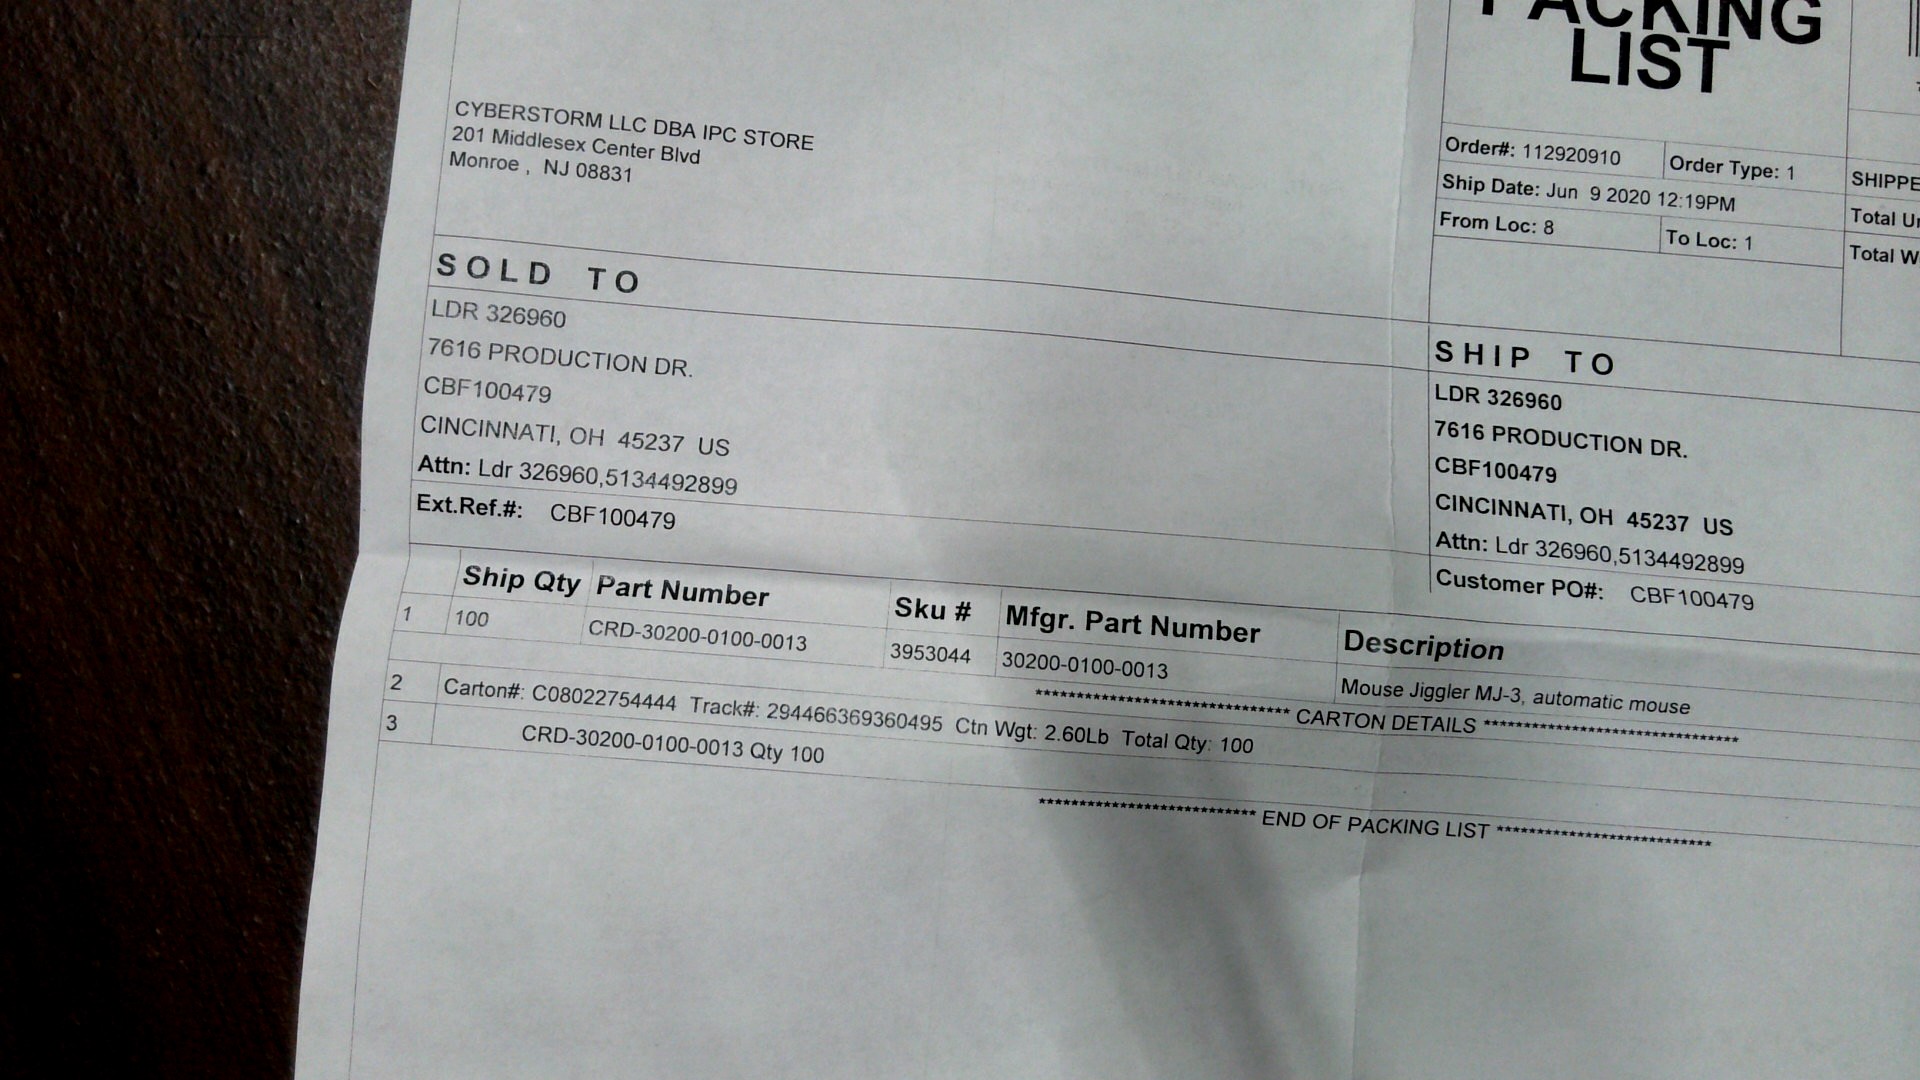 PACKING
LIST
CYBERSTORM LLC DBA IPC STORE
201 Middlesex Center Blvd
Monroe , NJ 08831
Order#: 112920910
Order Type: 1
Ship Date: Jun 9 2020 12:19PM
From Loc: 8
To Loc: 1
SHIPPE
Total Un
Total W
SOLD TO
LDR 326960
7616 PRODUCTION DR.
CBF100479
CINCINNATI, OH 45237 US
Attn: Ldr 326960,5134492899
Ext.Ref.#: CBF100479
SHIP TO
LDR 326960
7616 PRODUCTION DR.
CBF100479
CINCINNATI, OH 45237 US
Attn: Ldr 326960,5134492899
Customer PO#: CBF100479
Ship Qty Part Number Sku # Mfgr. Part Number Description
1 100 CRD-30200-0100-0013 3953044 30200-0100-0013 Mouse Jiggler MJ-3, automatic mouse
******************************* CARTON DETAILS *******************************
2 Carton#: C08022754444 Track#: 294466369360495 Ctn Wgt: 2.60Lb Total Qty: 100
3 CRD-30200-0100-0013 Qty 100
*************************** END OF PACKING LIST ***************************